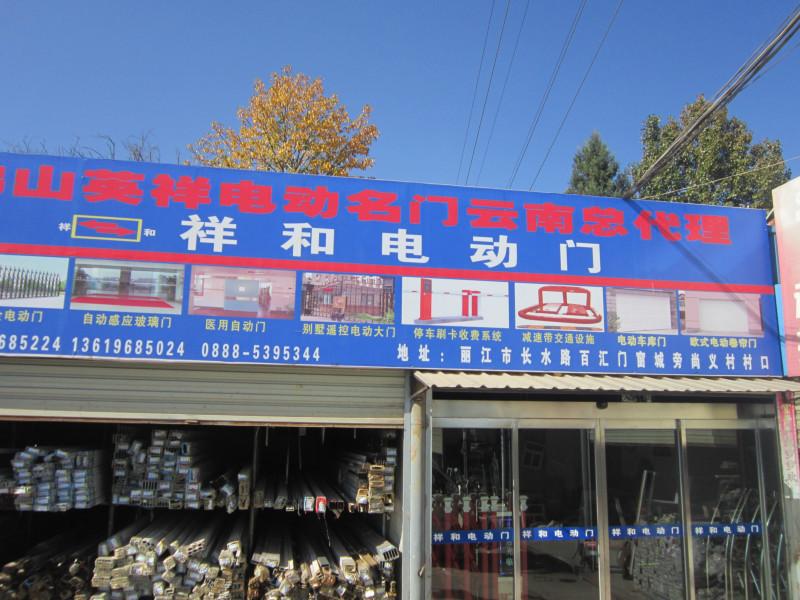 山英祥电动名门云南总代理
祥 和
祥和电动门
电动门
自动感应玻璃门
医用自动门
别墅遥控电动大门
停车刷卡收费系统
减速带交通设施
电动车库门
欧式电动卷帘门
685224 13619685024 0888-5395344
地址：丽江市长水路百汇门窗城旁尚义村村口
祥和电动门
祥和电动门
祥和电动门
祥和电动门